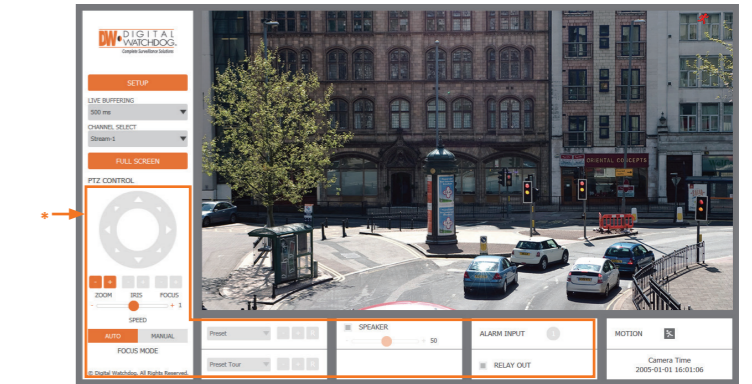 DIGITAL
DW WATCHDOG
Complete Surveillance Solutions
SETUP
LIVE BUFFERING
500 ms
CHANNEL SELECT
Stream-1
FULL SCREEN
PTZ CONTROL
*
- +
ZOOM IRIS FOCUS
- + 1
SPEED
AUTO MANUAL
FOCUS MODE
© Digital Watchdog. All Rights Reserved.
ORIENTAL CONCEPTS
Preset
Preset Tour
SPEAKER
- + 50
ALARM INPUT 1
RELAY OUT
MOTION
Camera Time
2005-01-01 16:01:06